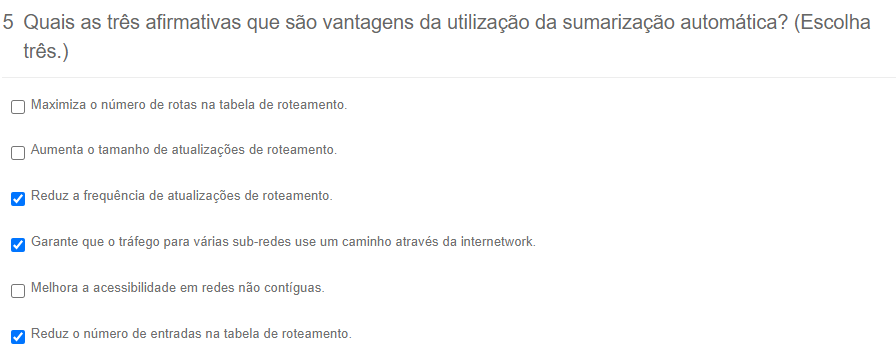 5 Quais as três afirmativas que são vantagens da utilização da sumarização automática? (Escolha
três.)
Maximiza o número de rotas na tabela de roteamento.
Aumenta o tamanho de atualizações de roteamento.
Reduz a frequência de atualizações de roteamento.
Garante que o tráfego para várias sub-redes use um caminho através da internetwork.
Melhora a acessibilidade em redes não contíguas.
Reduz o número de entradas na tabela de roteamento.